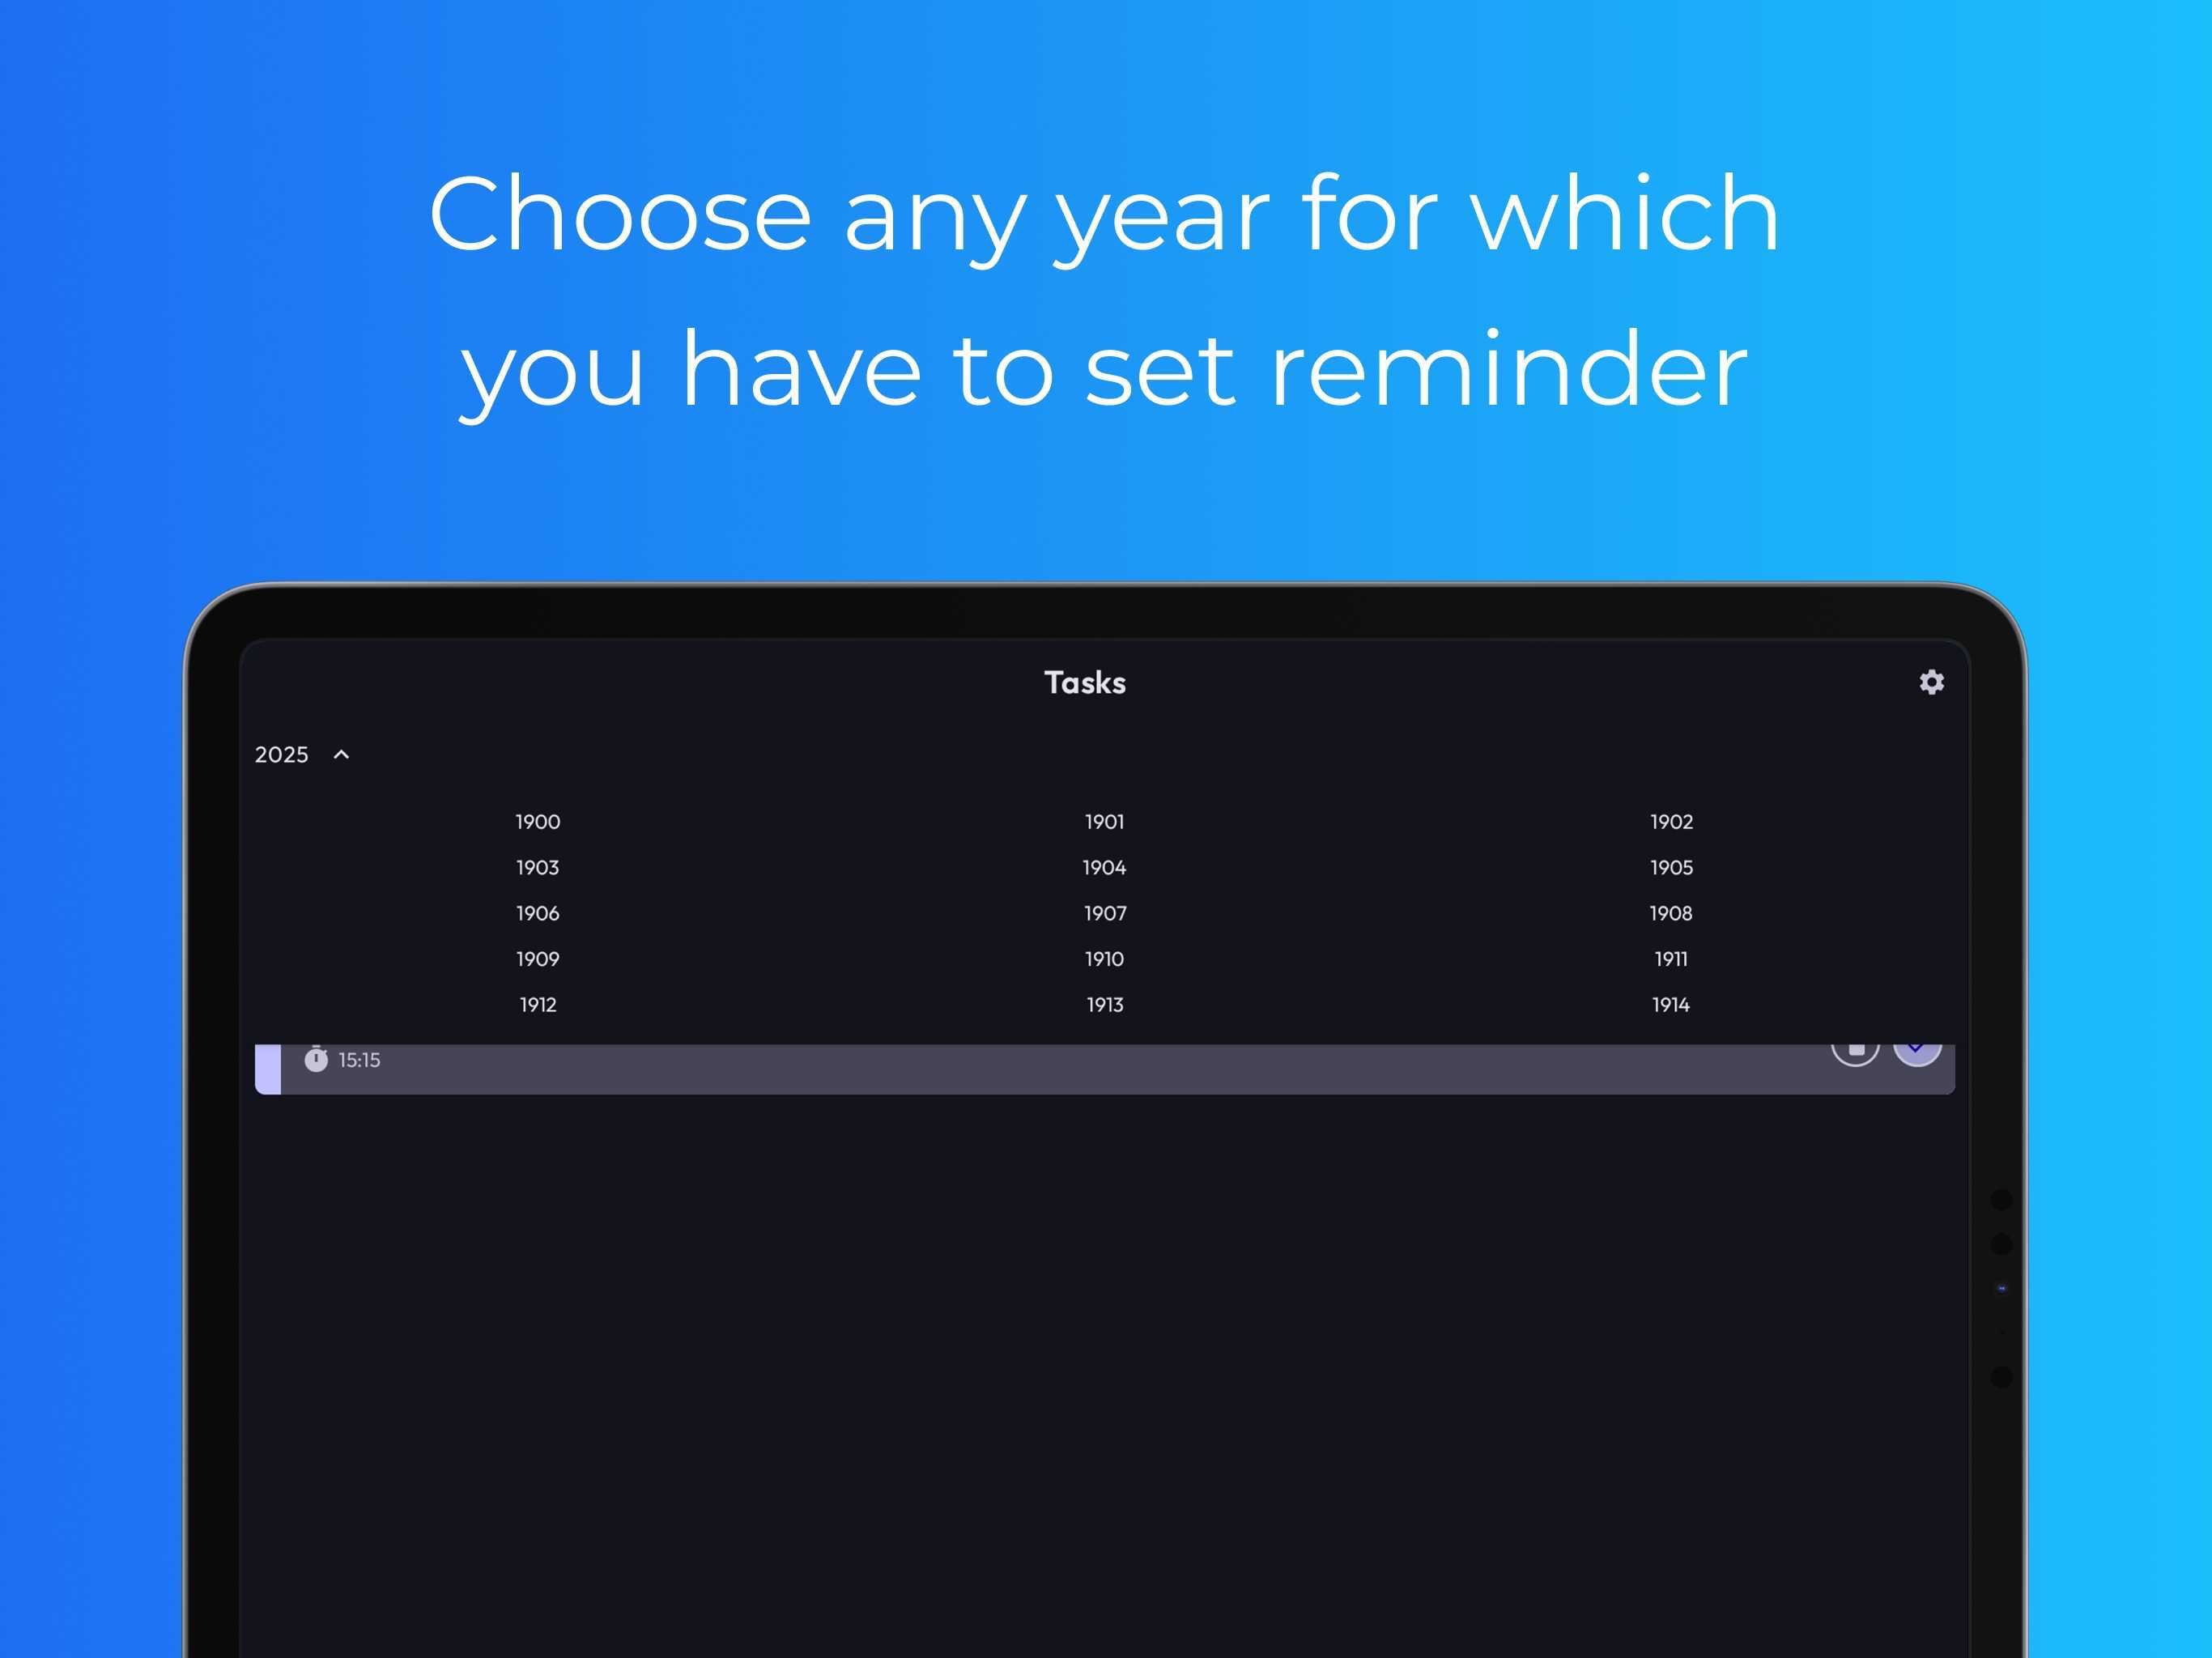 Choose any year for which
you have to set reminder
Tasks
2025
1900 1901 1902
1903 1904 1905
1906 1907 1908
1909 1910 1911
1912 1913 1914
15:15